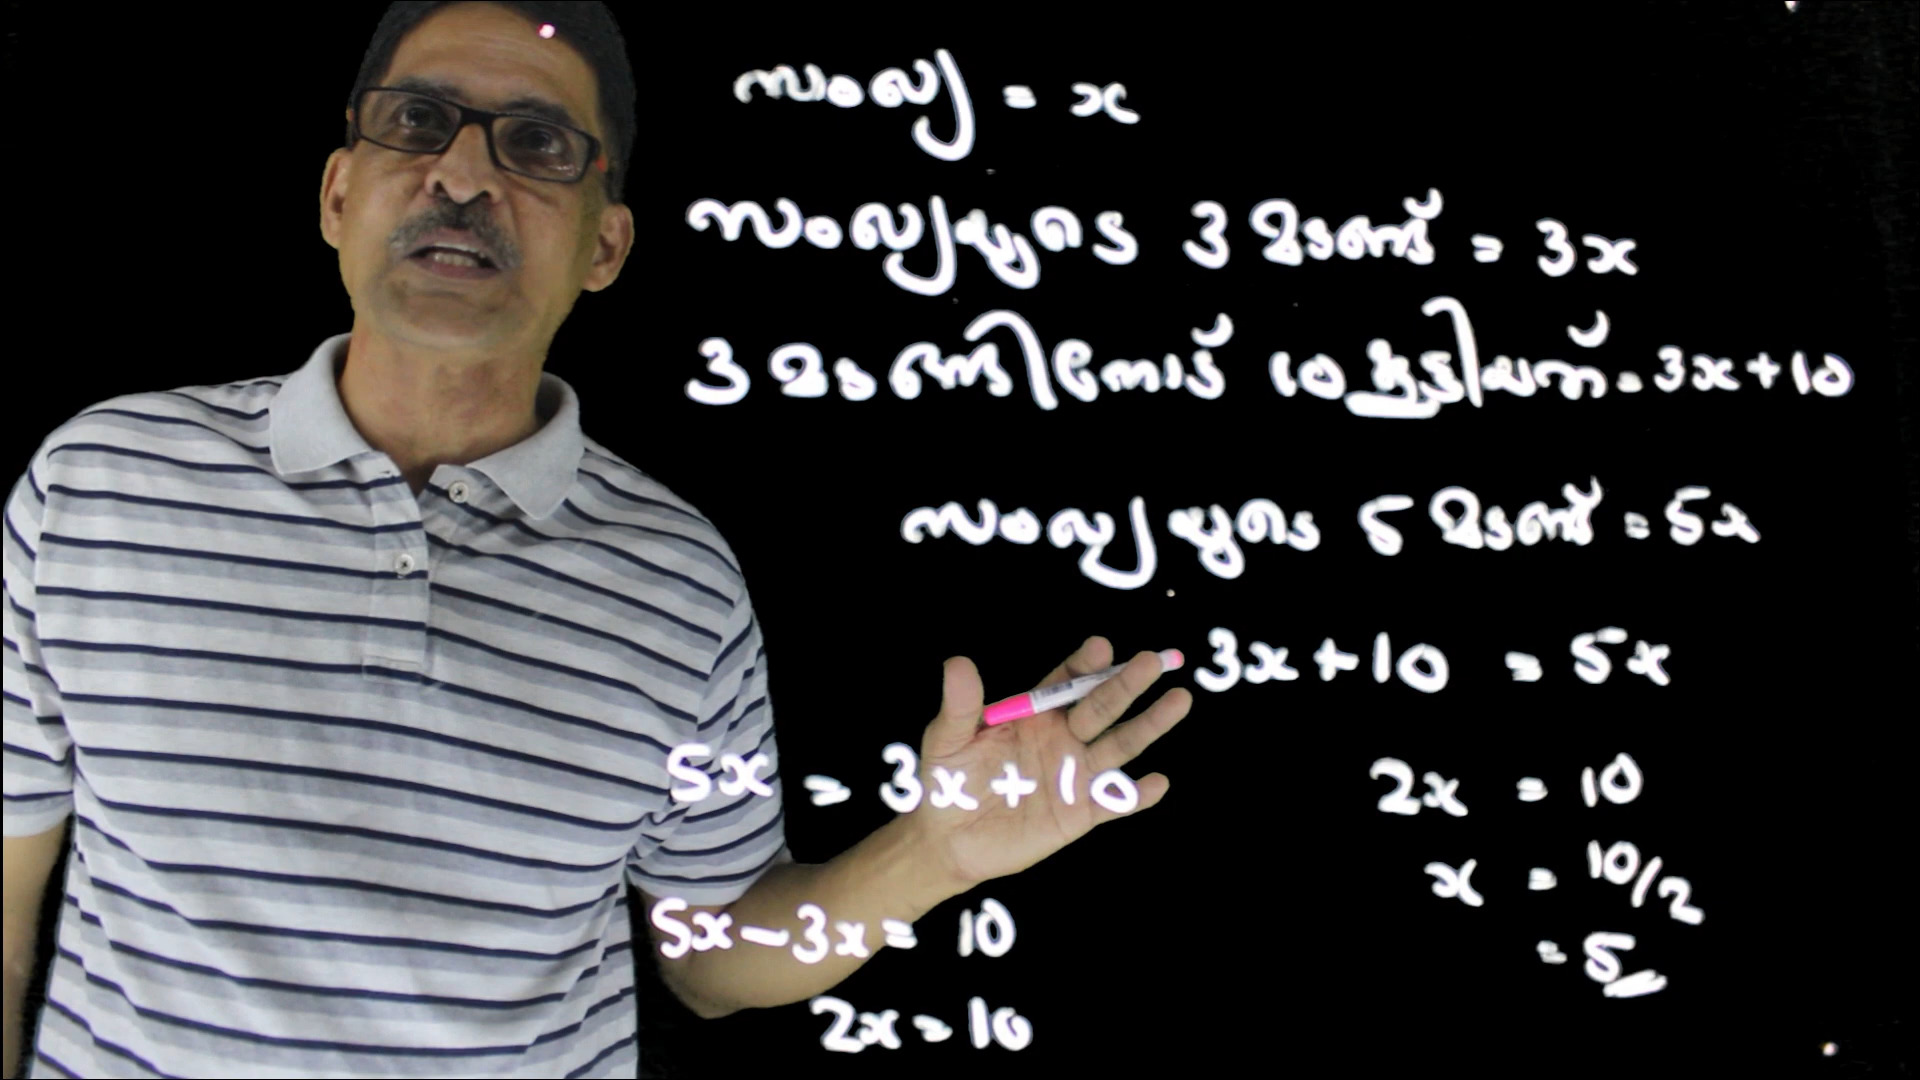 സംഖ്യ = x
സംഖ്യയുടെ 3 മടങ്ങ് = 3x
3 മടങ്ങിനോട് 10 കൂട്ടിയത് = 3x + 10
സംഖ്യയുടെ 5 മടങ്ങ് = 5x
3x + 10 = 5x
2x = 10
x = 10/2
= 5
5x = 3x + 10
5x - 3x = 10
2x = 10